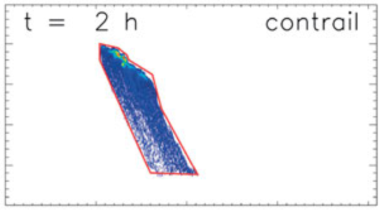 t = 2 h contrail